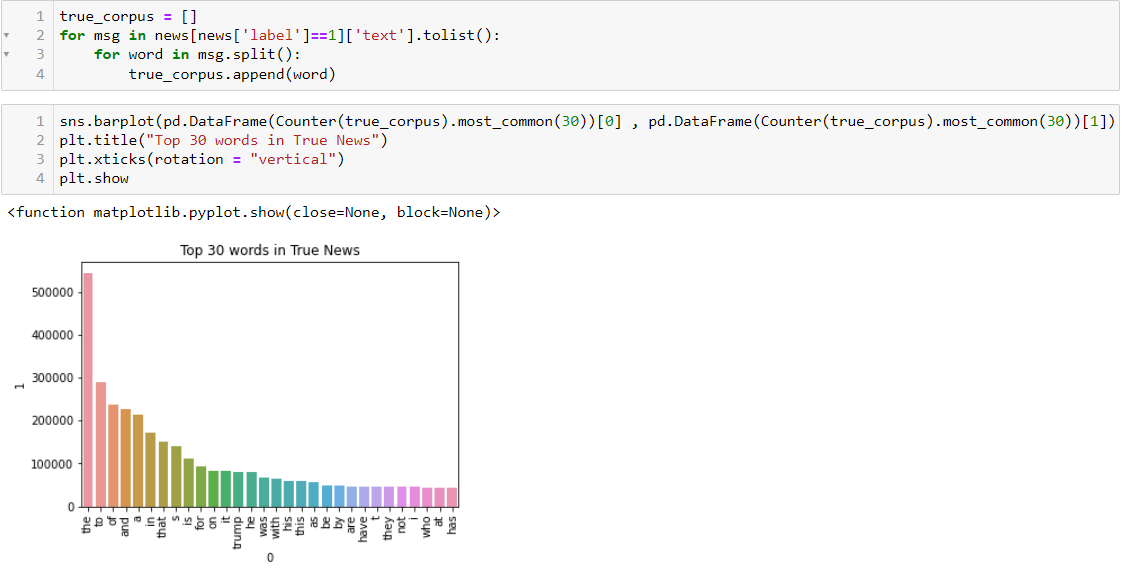 1 true_corpus = []
2 for msg in news[news['label']==1]['text'].tolist():
3 for word in msg.split():
4 true_corpus.append(word)
1 sns.barplot(pd.DataFrame(Counter(true_corpus).most_common(30))[0] , pd.DataFrame(Counter(true_corpus).most_common(30))[1])
2 plt.title("Top 30 words in True News")
3 plt.xticks(rotation = "vertical")
4 plt.show
<function matplotlib.pyplot.show(close=None, block=None)>
Top 30 words in True News
500000
400000
300000
200000
100000
0
1
the to of and a in that s is for on it trump he was with his this as be by are have t they not i who at has
0